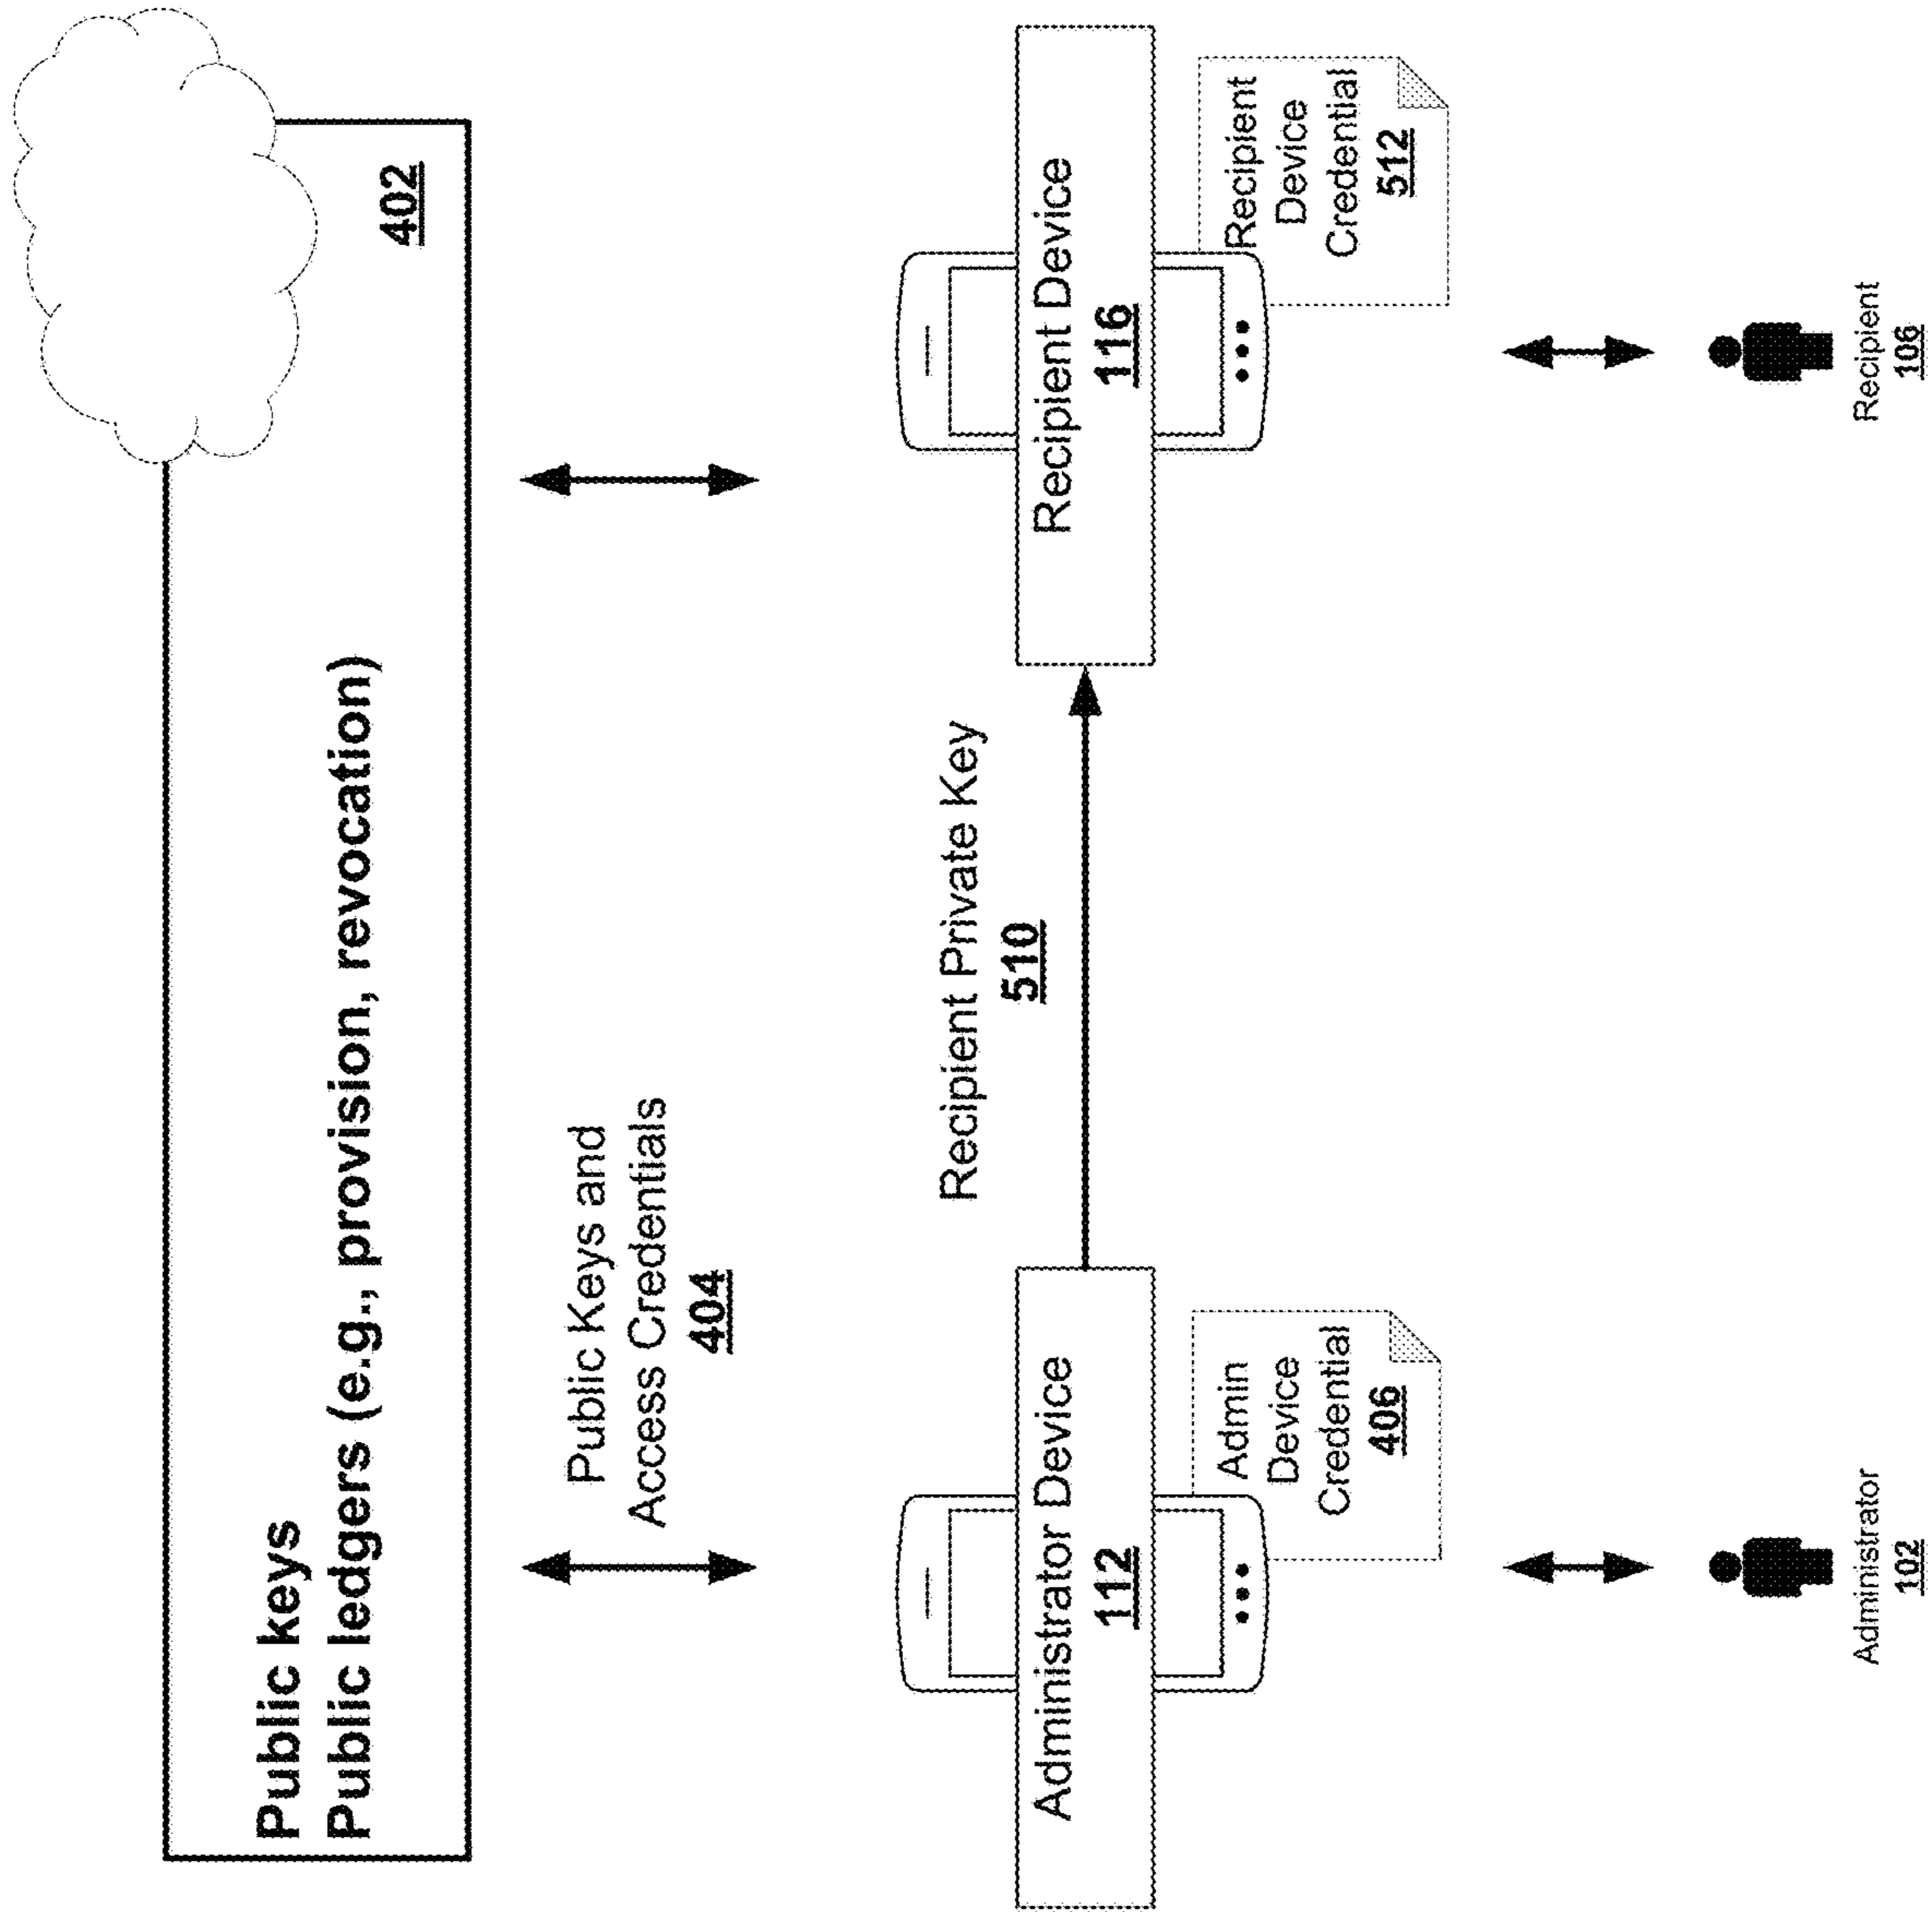 Public keys
Public ledgers (e.g., provision, revocation)
402
Public Keys and
Access Credentials
404
Administrator Device
112
Admin
Device
Credential
406
Administrator
102
Recipient Private Key
510
Recipient Device
116
Recipient
Device
Credential
512
Recipient
106